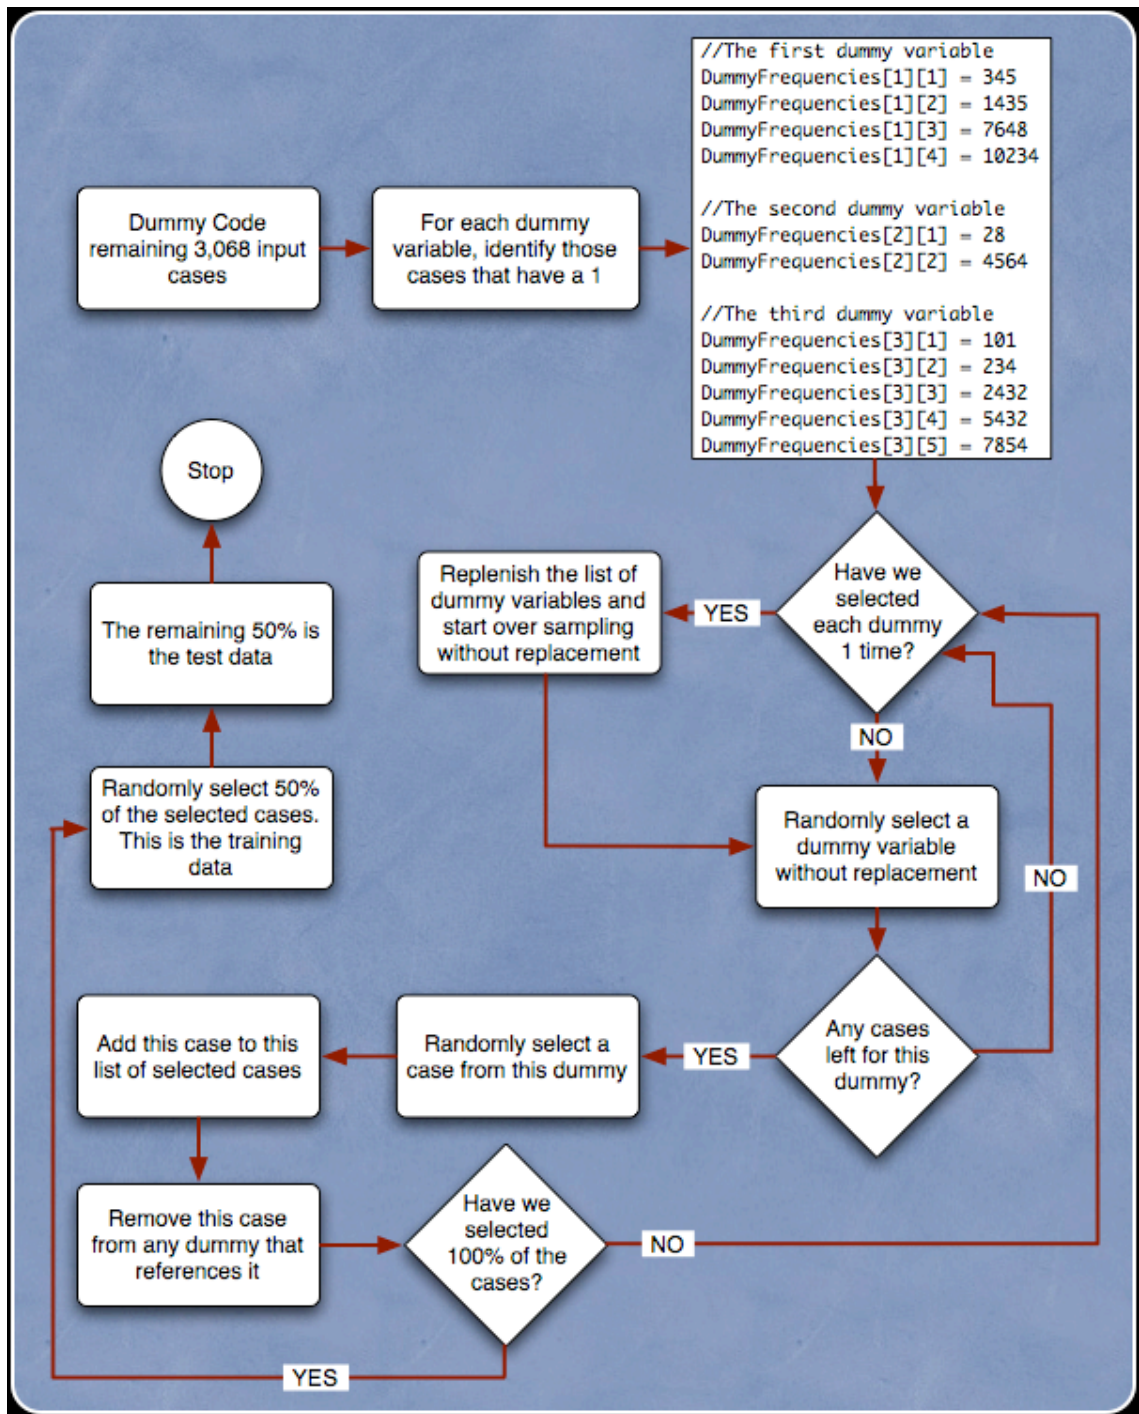 Dummy Code
remaining 3,068 input
cases
For each dummy
variable, identify those
cases that have a 1
//The first dummy variable
DummyFrequencies[1][1] = 345
DummyFrequencies[1][2] = 1435
DummyFrequencies[1][3] = 7648
DummyFrequencies[1][4] = 10234
//The second dummy variable
DummyFrequencies[2][1] = 28
DummyFrequencies[2][2] = 4564
//The third dummy variable
DummyFrequencies[3][1] = 101
DummyFrequencies[3][2] = 234
DummyFrequencies[3][3] = 2432
DummyFrequencies[3][4] = 5432
DummyFrequencies[3][5] = 7854
Have we
selected
each dummy
1 time?
YES
Replenish the list of
dummy variables and
start over sampling
without replacement
NO
Randomly select a
dummy variable
without replacement
Any cases
left for this
dummy?
NO
YES
Randomly select a
case from this dummy
Add this case to this
list of selected cases
Remove this case
from any dummy that
references it
Have we
selected
100% of the
cases?
NO
YES
Randomly select 50%
of the selected cases.
This is the training
data
The remaining 50% is
the test data
Stop